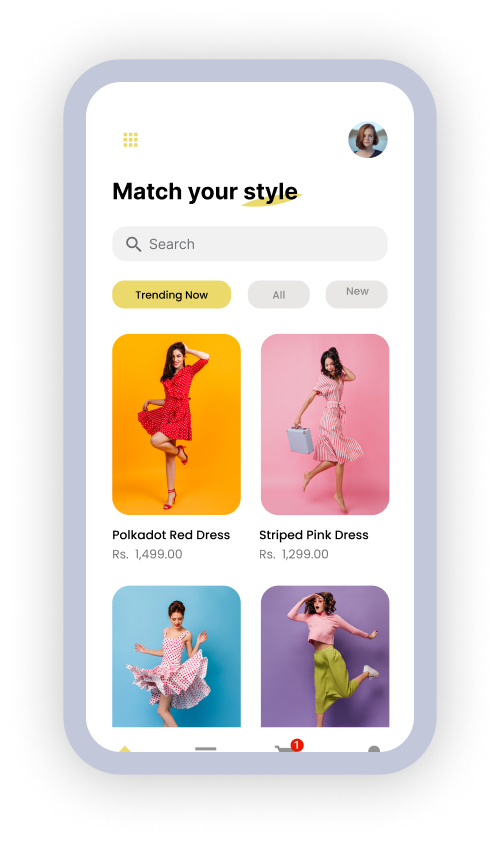 Match your style
Search
Trending Now
All
New
Polkadot Red Dress
Striped Pink Dress
Rs. 1,499.00
Rs. 1,299.00
1